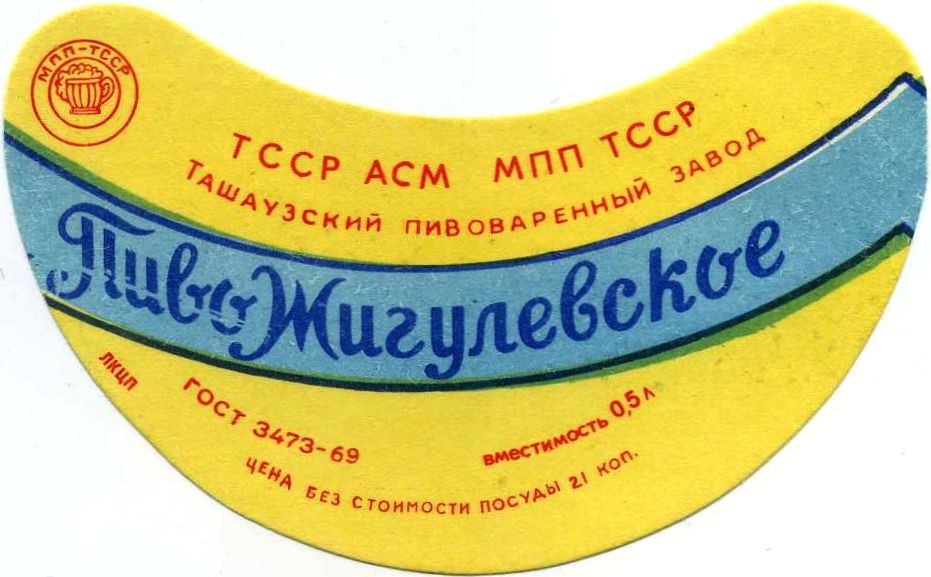 МПП-ТССР
ТССР АСМ МПП ТССР
ТАШАУЗСКИЙ ПИВОВАРЕННЫЙ ЗАВОД
Пиво Жигулевское
ЛКЦП
ГОСТ 3473-69
вместимость 0,5 л
ЦЕНА БЕЗ СТОИМОСТИ ПОСУДЫ 21 КОП.